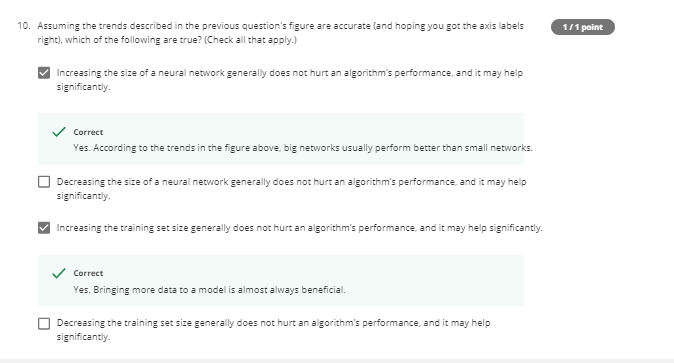 10. Assuming the trends described in the previous question's figure are accurate (and hoping you got the axis labels
1 / 1 point
right), which of the following are true? (Check all that apply.)
Increasing the size of a neural network generally does not hurt an algorithm's performance, and it may help
significantly.
Correct
Yes. According to the trends in the figure above, big networks usually perform better than small networks.
Decreasing the size of a neural network generally does not hurt an algorithm's performance, and it may help
significantly.
Increasing the training set size generally does not hurt an algorithm's performance, and it may help significantly.
Correct
Yes. Bringing more data to a model is almost always beneficial.
Decreasing the training set size generally does not hurt an algorithm's performance, and it may help
significantly.